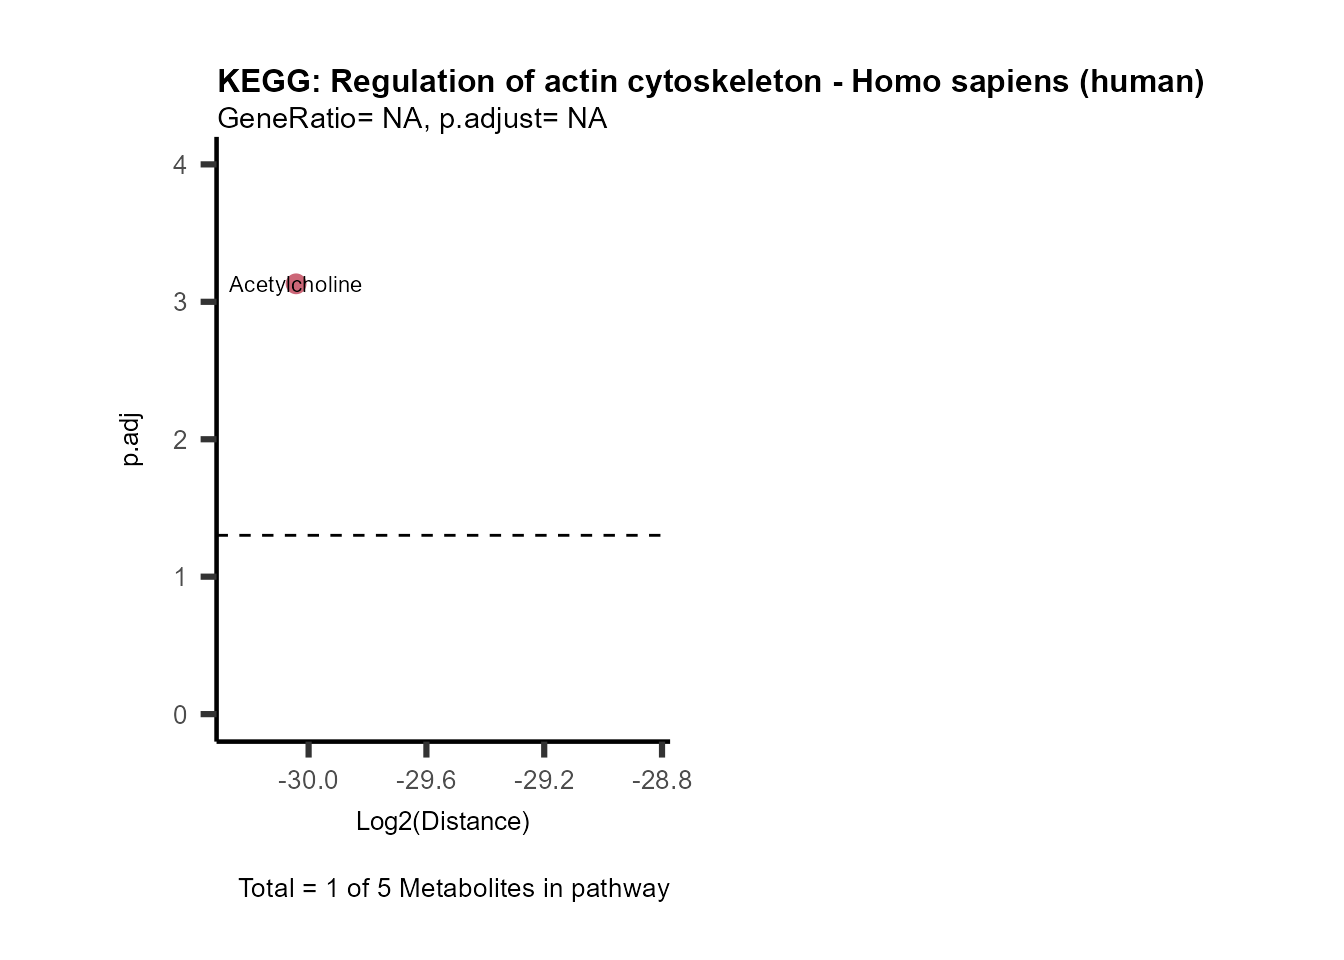 KEGG: Regulation of actin cytoskeleton - Homo sapiens (human)
GeneRatio= NA, p.adjust= NA
4
Acetylcholine
3
p.adj
2
1
0
-30.0 -29.6 -29.2 -28.8
Log2(Distance)
Total = 1 of 5 Metabolites in pathway